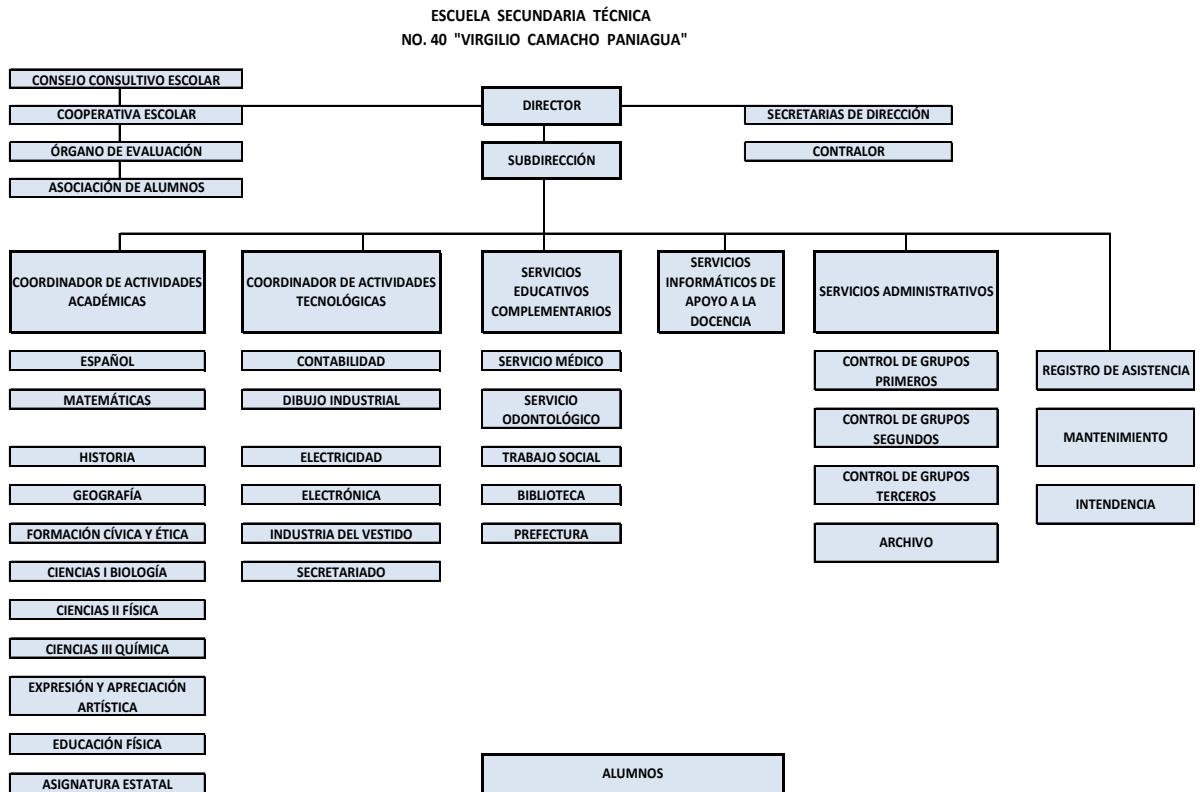 ESCUELA SECUNDARIA TÉCNICA
NO. 40 "VIRGILIO CAMACHO PANIAGUA"
CONSEJO CONSULTIVO ESCOLAR
COOPERATIVA ESCOLAR
ÓRGANO DE EVALUACIÓN
ASOCIACIÓN DE ALUMNOS
DIRECTOR
SUBDIRECCIÓN
SECRETARIAS DE DIRECCIÓN
CONTRALOR
COORDINADOR DE ACTIVIDADES
ACADÉMICAS
ESPAÑOL
MATEMÁTICAS
HISTORIA
GEOGRAFÍA
FORMACIÓN CÍVICA Y ÉTICA
CIENCIAS I BIOLOGÍA
CIENCIAS II FÍSICA
CIENCIAS III QUÍMICA
EXPRESIÓN Y APRECIACIÓN
ARTÍSTICA
EDUCACIÓN FÍSICA
ASIGNATURA ESTATAL
COORDINADOR DE ACTIVIDADES
TECNOLÓGICAS
CONTABILIDAD
DIBUJO INDUSTRIAL
ELECTRICIDAD
ELECTRÓNICA
INDUSTRIA DEL VESTIDO
SECRETARIADO
SERVICIOS
EDUCATIVOS
COMPLEMENTARIOS
SERVICIO MÉDICO
SERVICIO
ODONTOLÓGICO
TRABAJO SOCIAL
BIBLIOTECA
PREFECTURA
SERVICIOS
INFORMÁTICOS DE
APOYO A LA
DOCENCIA
SERVICIOS ADMINISTRATIVOS
CONTROL DE GRUPOS
PRIMEROS
CONTROL DE GRUPOS
SEGUNDOS
CONTROL DE GRUPOS
TERCEROS
ARCHIVO
REGISTRO DE ASISTENCIA
MANTENIMIENTO
INTENDENCIA
ALUMNOS